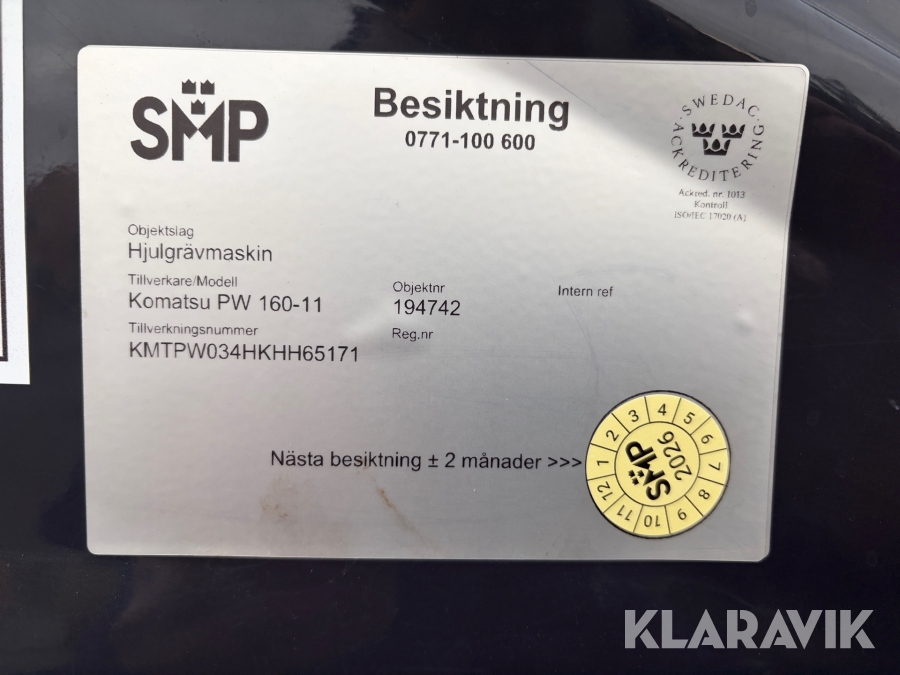 SMP
Besiktning
0771-100 600
SWEDAC
ACKREDITERING
Ackred. nr. 1013
Kontroll
ISO/IEC 17020 (A)
Objektslag
Hjulgrävmaskin
Tillverkare/Modell
Komatsu PW 160-11
Objektnr
194742
Intern ref
Tillverkningsnummer
KMTPW034HKHH65171
Reg.nr
Nästa besiktning ± 2 månader >>>
1 2 3 4 5 6 7 8 9 10 11 12
SMP
2026
KLARAVIK